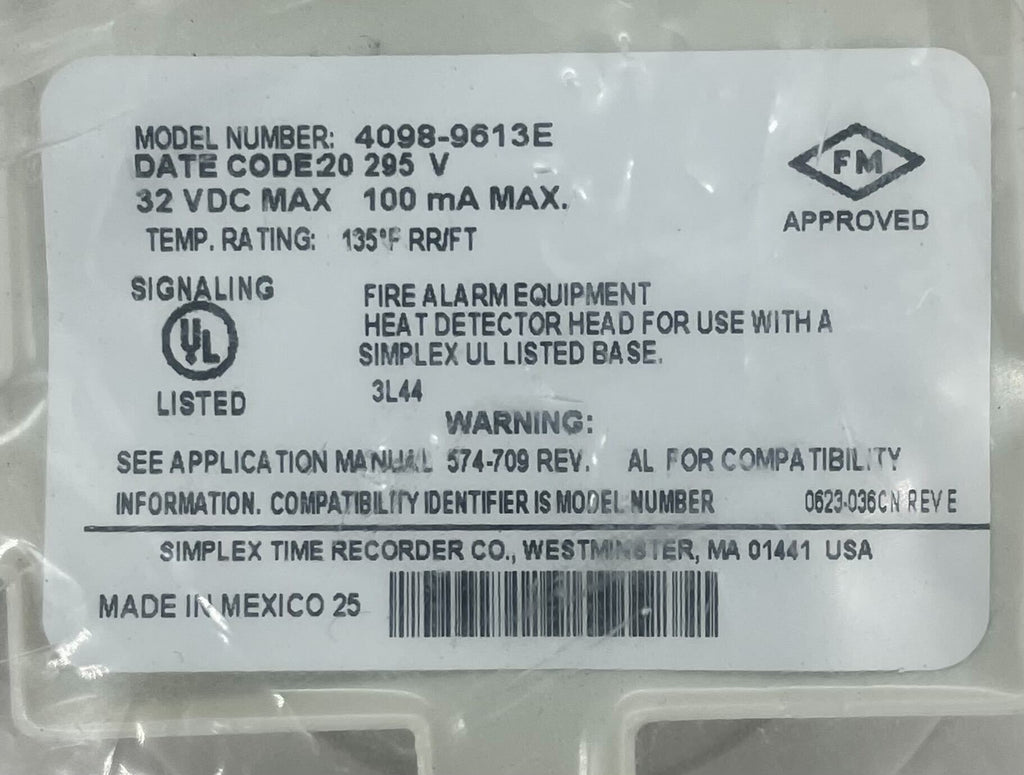 MODEL NUMBER: 4098-9613E
DATE CODE20 295 V
32 VDC MAX 100 mA MAX.
TEMP. RATING: 135°F RR/FT
FM
APPROVED
SIGNALING
UL
LISTED
FIRE ALARM EQUIPMENT
HEAT DETECTOR HEAD FOR USE WITH A
SIMPLEX UL LISTED BASE.
3L44
WARNING:
SEE APPLICATION MANUAL 574-709 REV. AL FOR COMPATIBILITY
INFORMATION. COMPATIBILITY IDENTIFIER IS MODEL NUMBER 0623-036CN REV E
SIMPLEX TIME RECORDER CO., WESTMINSTER, MA 01441 USA
MADE IN MEXICO 25